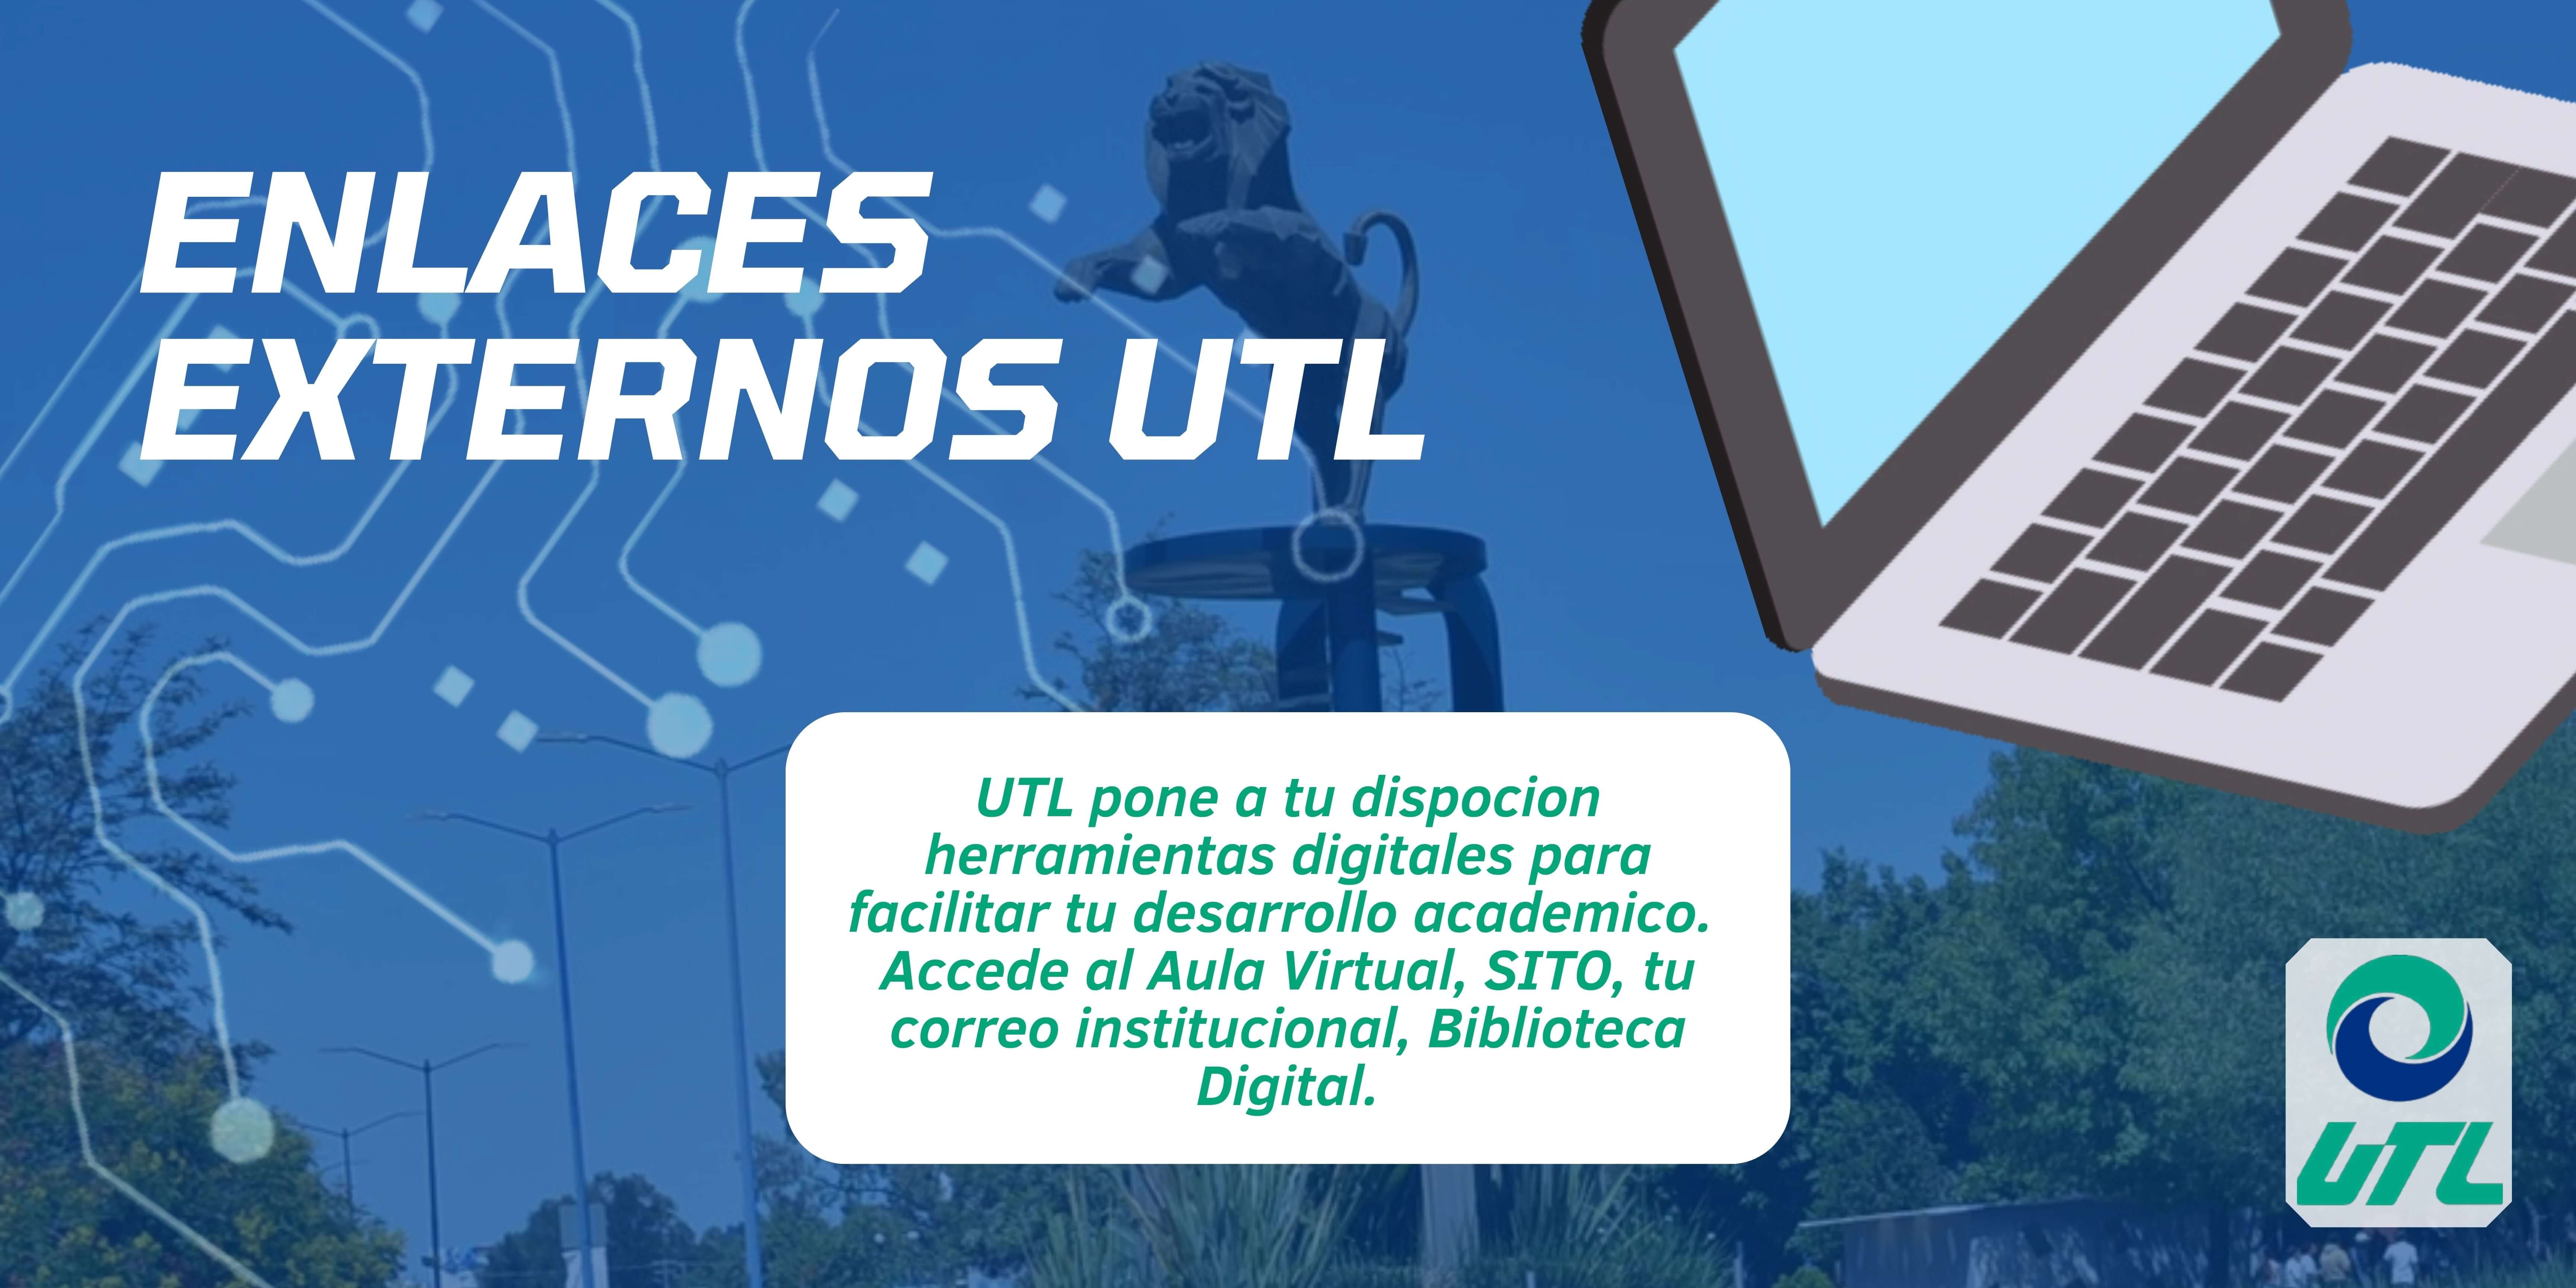 ENLACES
EXTERNOS UTL
UTL pone a tu dispocion
herramientas digitales para
facilitar tu desarrollo academico.
Accede al Aula Virtual, SITO, tu
correo institucional, Biblioteca
Digital.
UTL